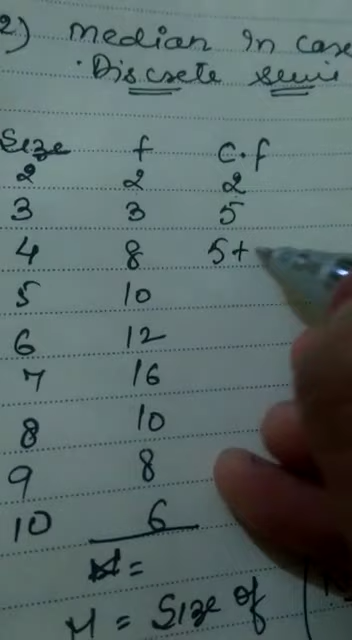 2) Median in case
Discrete
Size f C.f
2 2 2
3 3 5
4 8 5+
5 10
6 12
7 16
8 10
9 8
10 6
N=
M = Size of